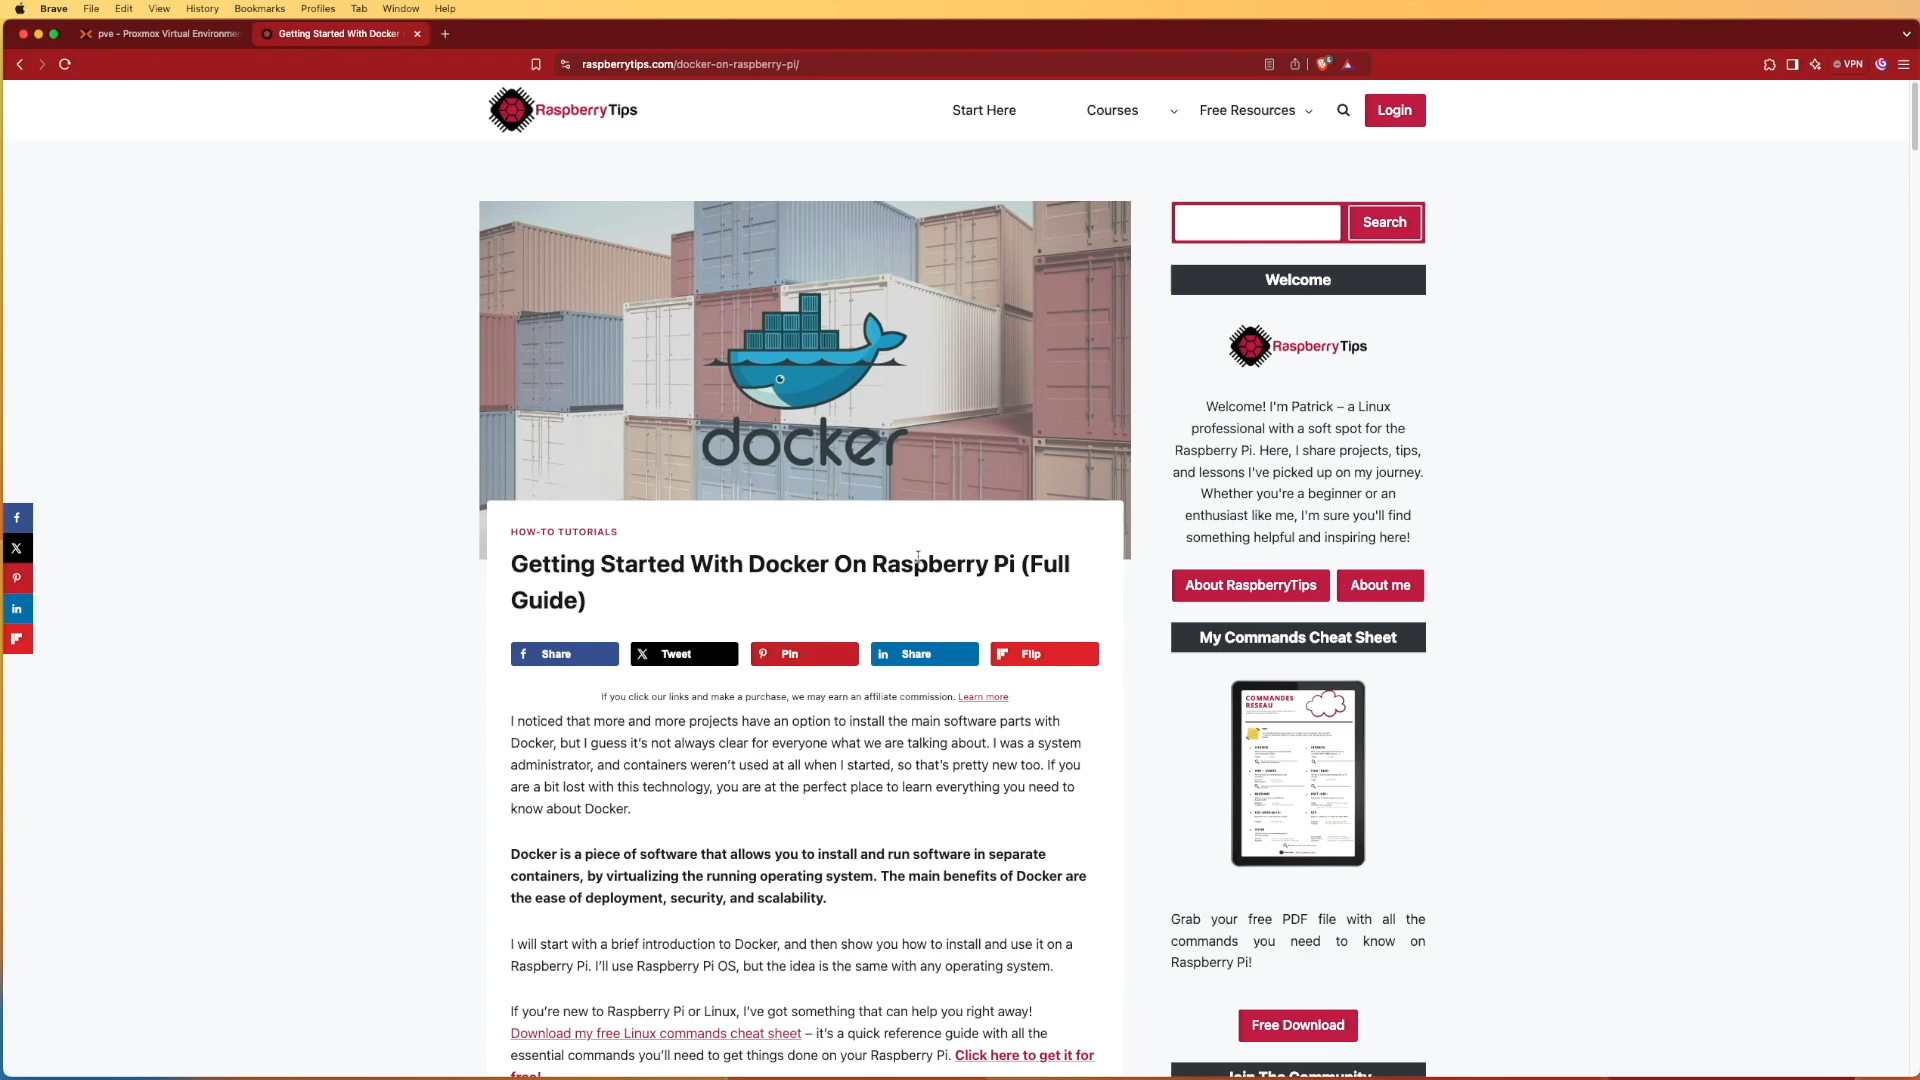 Brave File Edit View History Bookmarks Profiles Tab Window Help
pve - Proxmox Virtual Environmen
Getting Started With Docker
raspberrytips.com/docker-on-raspberry-pi/
VPN
RaspberryTips
Start Here
Courses
Free Resources
Login
docker
HOW-TO TUTORIALS
Getting Started With Docker On Raspberry Pi (Full
Guide)
Share
Tweet
Pin
Share
Flip
If you click our links and make a purchase, we may earn an affiliate commission. Learn more
I noticed that more and more projects have an option to install the main software parts with
Docker, but I guess it's not always clear for everyone what we are talking about. I was a system
administrator, and containers weren't used at all when I started, so that's pretty new too. If you
are a bit lost with this technology, you are at the perfect place to learn everything you need to
know about Docker.
Docker is a piece of software that allows you to install and run software in separate
containers, by virtualizing the running operating system. The main benefits of Docker are
the ease of deployment, security, and scalability.
I will start with a brief introduction to Docker, and then show you how to install and use it on a
Raspberry Pi. I'll use Raspberry Pi OS, but the idea is the same with any operating system.
If you're new to Raspberry Pi or Linux, I've got something that can help you right away!
Download my free Linux commands cheat sheet – it's a quick reference guide with all the
essential commands you'll need to get things done on your Raspberry Pi. Click here to get it for
free!
Search
Welcome
RaspberryTips
Welcome! I'm Patrick – a Linux
professional with a soft spot for the
Raspberry Pi. Here, I share projects, tips,
and lessons I've picked up on my journey.
Whether you're a beginner or an
enthusiast like me, I'm sure you'll find
something helpful and inspiring here!
About RaspberryTips
About me
My Commands Cheat Sheet
COMMANDES
RESEAU
Grab your free PDF file with all the
commands you need to know on
Raspberry Pi!
Free Download
Join The Community